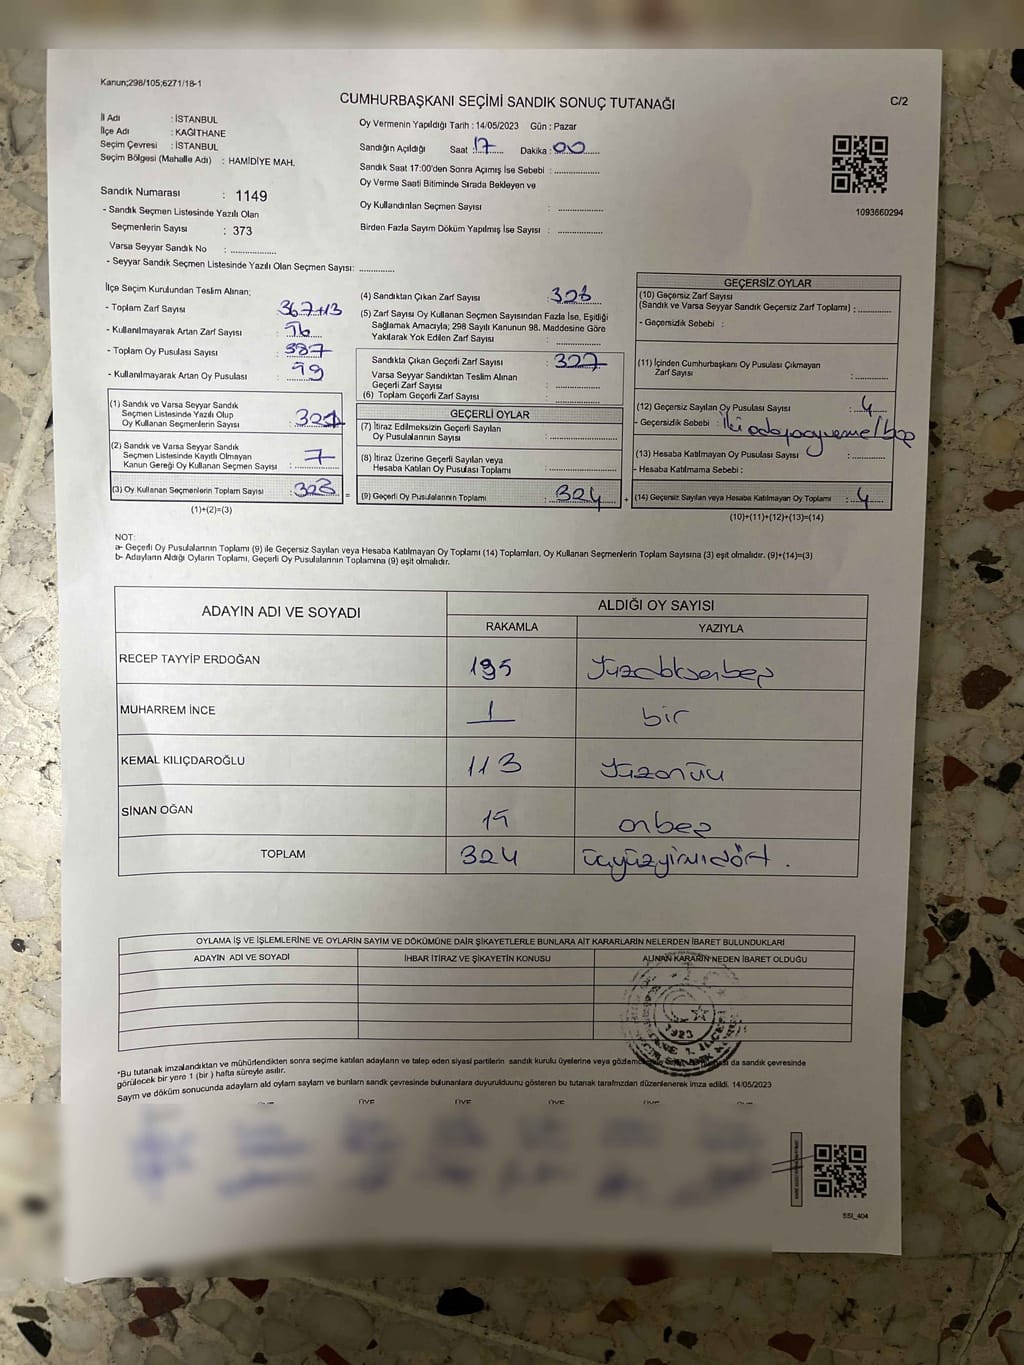 Kanun;298/105;6271/18-1
CUMHURBAŞKANI SEÇİMİ SANDIK SONUÇ TUTANAĞI
C/2
İl Adı : İSTANBUL
İlçe Adı : KAĞITHANE
Seçim Çevresi : İSTANBUL
Seçim Bölgesi (Mahalle Adı) : HAMİDİYE MAH.
Sandık Numarası : 1149
- Sandık Seçmen Listesinde Yazılı Olan
Seçmenlerin Sayısı : 373
Varsa Seyyar Sandık No :
- Seyyar Sandık Seçmen Listesinde Yazılı Olan Seçmen Sayısı:
Oy Vermenin Yapıldığı Tarih : 14/05/2023 Gün : Pazar
Sandığın Açıldığı Saat : 17 Dakika : 00
Sandık Saat 17:00'den Sonra Açımış İse Sebebi :
Oy Verme Saati Bitiminde Sırada Bekleyen ve
Oy Kullandırılan Seçmen Sayısı :
Birden Fazla Sayım Döküm Yapılmış İse Sayısı :
1093660294
İlçe Seçim Kurulundan Teslim Alınan;
- Toplam Zarf Sayısı : 367+13
- Kullanılmayarak Artan Zarf Sayısı :
- Toplam Oy Pusulası Sayısı : 387
- Kullanılmayarak Artan Oy Pusulası :
(1) Sandık ve Varsa Seyyar Sandık
Seçmen Listesinde Yazılı Olup
Oy Kullanan Seçmenlerin Sayısı : 321
(2) Sandık ve Varsa Seyyar Sandık
Seçmen Listesinde Kayıtlı Olmayan
Kanun Gereği Oy Kullanan Seçmen Sayısı : 7
(3) Oy Kullanan Seçmenlerin Toplam Sayısı : 328
(1)+(2)=(3)
(4) Sandıktan Çıkan Zarf Sayısı : 328
(5) Zarf Sayısı Oy Kullanan Seçmen Sayısından Fazla İse, Eşitliği
Sağlamak Amacıyla; 298 Sayılı Kanunun 98. Maddesine Göre
Yakılarak Yok Edilen Zarf Sayısı :
Sandıkta Çıkan Geçerli Zarf Sayısı : 327
Varsa Seyyar Sandıktan Teslim Alınan
Geçerli Zarf Sayısı :
(6) Toplam Geçerli Zarf Sayısı :
GEÇERLİ OYLAR
(7) İtiraz Edilmeksizin Geçerli Sayılan
Oy Pusulalarının Sayısı :
(8) İtiraz Üzerine Geçerli Sayılan veya
Hesaba Katılan Oy Pusulası Toplamı :
(9) Geçerli Oy Pusulalarının Toplamı : 324
GEÇERSİZ OYLAR
(10) Geçersiz Zarf Sayısı
(Sandık ve Varsa Seyyar Sandık Geçersiz Zarf Toplamı) :
- Geçersizlik Sebebi :
(11) İçinden Cumhurbaşkanı Oy Pusulası Çıkmayan
Zarf Sayısı :
(12) Geçersiz Sayılan Oy Pusulası Sayısı : 4
- Geçersizlik Sebebi :
(13) Hesaba Katılmayan Oy Pusulası Sayısı :
- Hesaba Katılmama Sebebi :
(14) Geçersiz Sayılan veya Hesaba Katılmayan Oy Toplamı : 4
(10)+(11)+(12)+(13)=(14)
NOT:
a- Geçerli Oy Pusulalarının Toplamı (9) ile Geçersiz Sayılan veya Hesaba Katılmayan Oy Toplamı (14) Toplamları, Oy Kullanan Seçmenlerin Toplam Sayısına (3) eşit olmalıdır. (9)+(14)=(3)
b- Adayların Aldığı Oyların Toplamı, Geçerli Oy Pusulalarının Toplamına (9) eşit olmalıdır.
ADAYIN ADI VE SOYADI
ALDIĞI OY SAYISI
RAKAMLA YAZIYLA
RECEP TAYYİP ERDOĞAN 195
MUHARREM İNCE 1 bir
KEMAL KILIÇDAROĞLU 113 Yüzonüç
SİNAN OĞAN 15 onbeş
TOPLAM 324 üçyüzyirmidört.
OYLAMA İŞ VE İŞLEMLERİNE VE OYLARIN SAYIM VE DÖKÜMÜNE DAİR ŞİKAYETLERLE BUNLARA AİT KARARLARIN NELERDEN İBARET BULUNDUKLARI
ADAYIN ADI VE SOYADI İHBAR İTİRAZ VE ŞİKAYETİN KONUSU ALINAN KARARIN NEDEN İBARET OLDUĞU
1923
*Bu tutanak imzalandıktan ve mühürlendikten sonra seçime katılan adayların ve talep eden siyasi partilerin sandık kurulu üyelerine veya da sandık çevresinde
görülecek bir yere 1 (bir ) hafta süreyle asılır.
Sayım ve döküm sonucunda adayların ald oyların saylam ve bunların sandk çevresinde bulunanlara duyurulduunu gösteren bu tutanak tarafmzdan düzenlenerek imza edildi. 14/05/2023
ÜYE ÜYE ÜYE
SSI_404